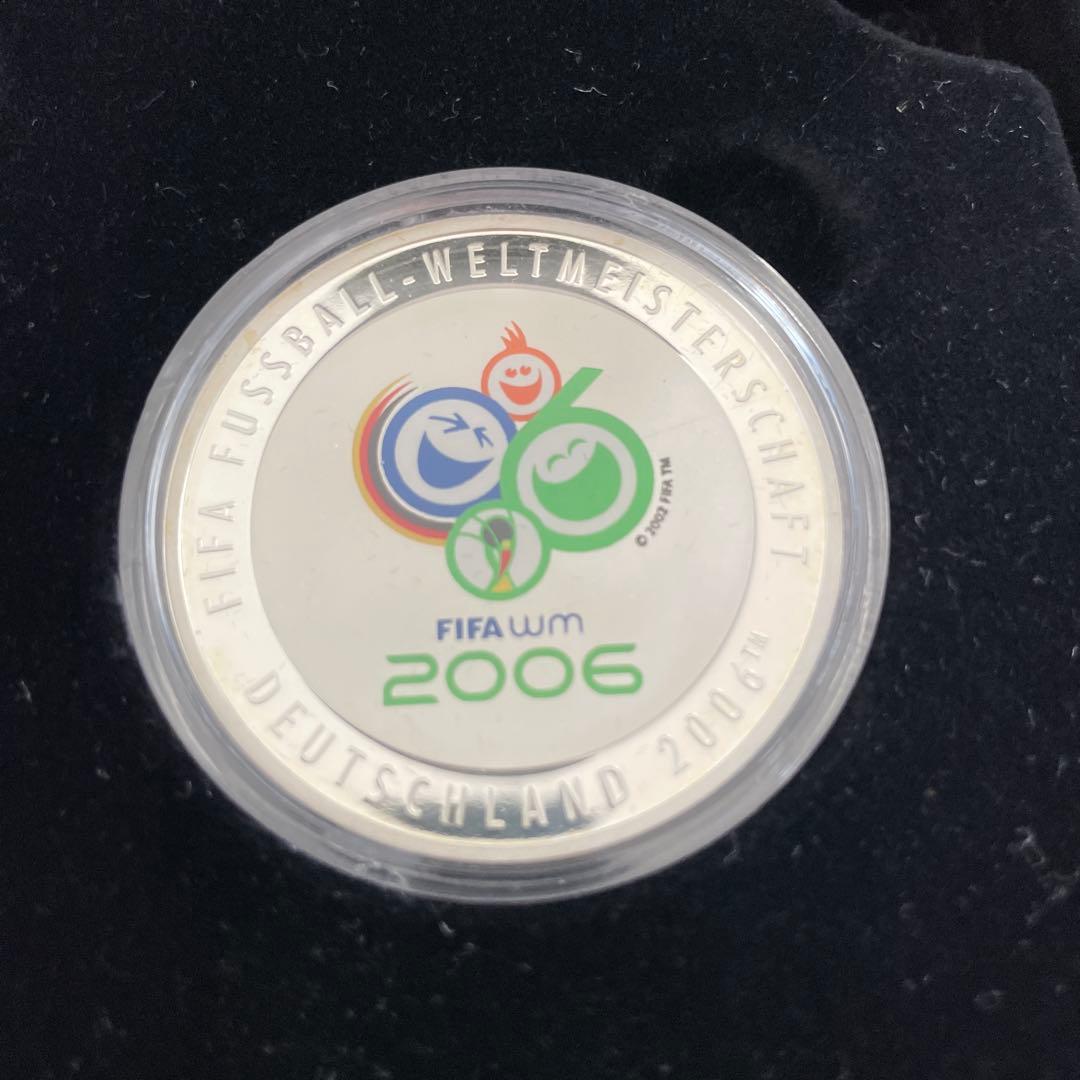 FIFA FUSSBALL-WELTMEISTERSCHAFT
© 2002 FIFA TM
FIFA WM
2006
DEUTSCHLAND 2006™